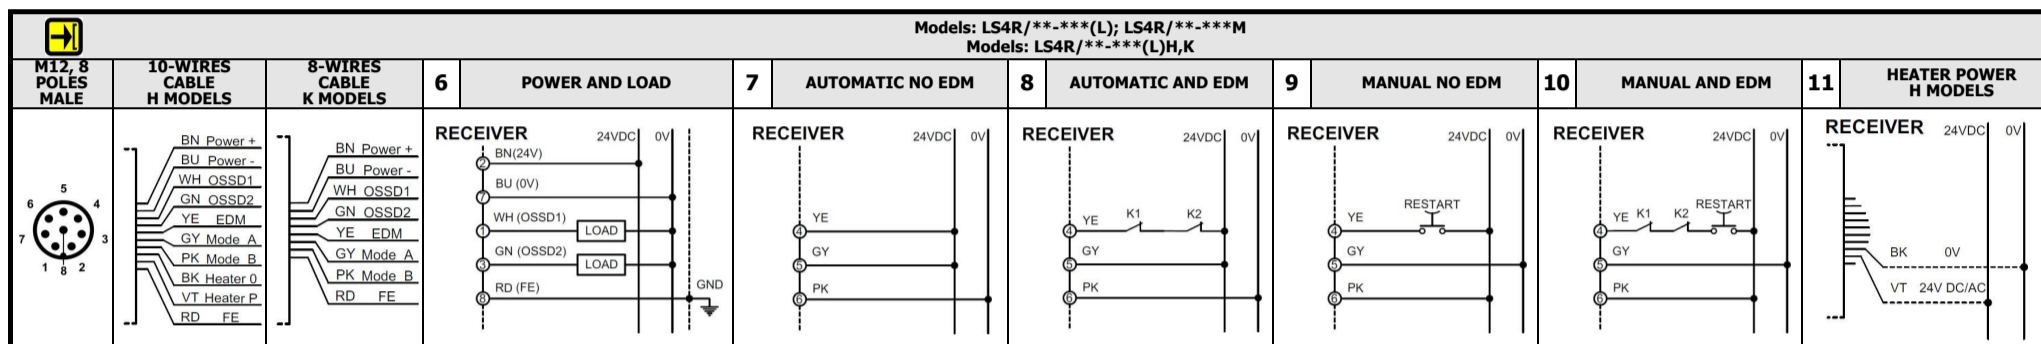 Models: LS4R/**-***(L); LS4R/**-***M
Models: LS4R/**-***(L)H,K
M12, 8
POLES
MALE
10-WIRES
CABLE
H MODELS
8-WIRES
CABLE
K MODELS
6 POWER AND LOAD
7 AUTOMATIC NO EDM
8 AUTOMATIC AND EDM
9 MANUAL NO EDM
10 MANUAL AND EDM
11 HEATER POWER
H MODELS
5
6 4
7 3
1 8 2
BN Power +
BU Power -
WH OSSD1
GN OSSD2
YE EDM
GY Mode A
PK Mode B
BK Heater 0
VT Heater P
RD FE
BN Power +
BU Power -
WH OSSD1
GN OSSD2
YE EDM
GY Mode A
PK Mode B
RD FE
RECEIVER 24VDC 0V
2 BN(24V)
7 BU (0V)
1 WH (OSSD1) LOAD
3 GN (OSSD2) LOAD
8 RD (FE) GND
RECEIVER 24VDC 0V
4 YE
5 GY
6 PK
RECEIVER 24VDC 0V
4 YE K1 K2
5 GY
6 PK
RECEIVER 24VDC 0V
RESTART
4 YE
5 GY
6 PK
RECEIVER 24VDC 0V
4 YE K1 K2 RESTART
5 GY
6 PK
RECEIVER 24VDC 0V
BK 0V
VT 24V DC/AC